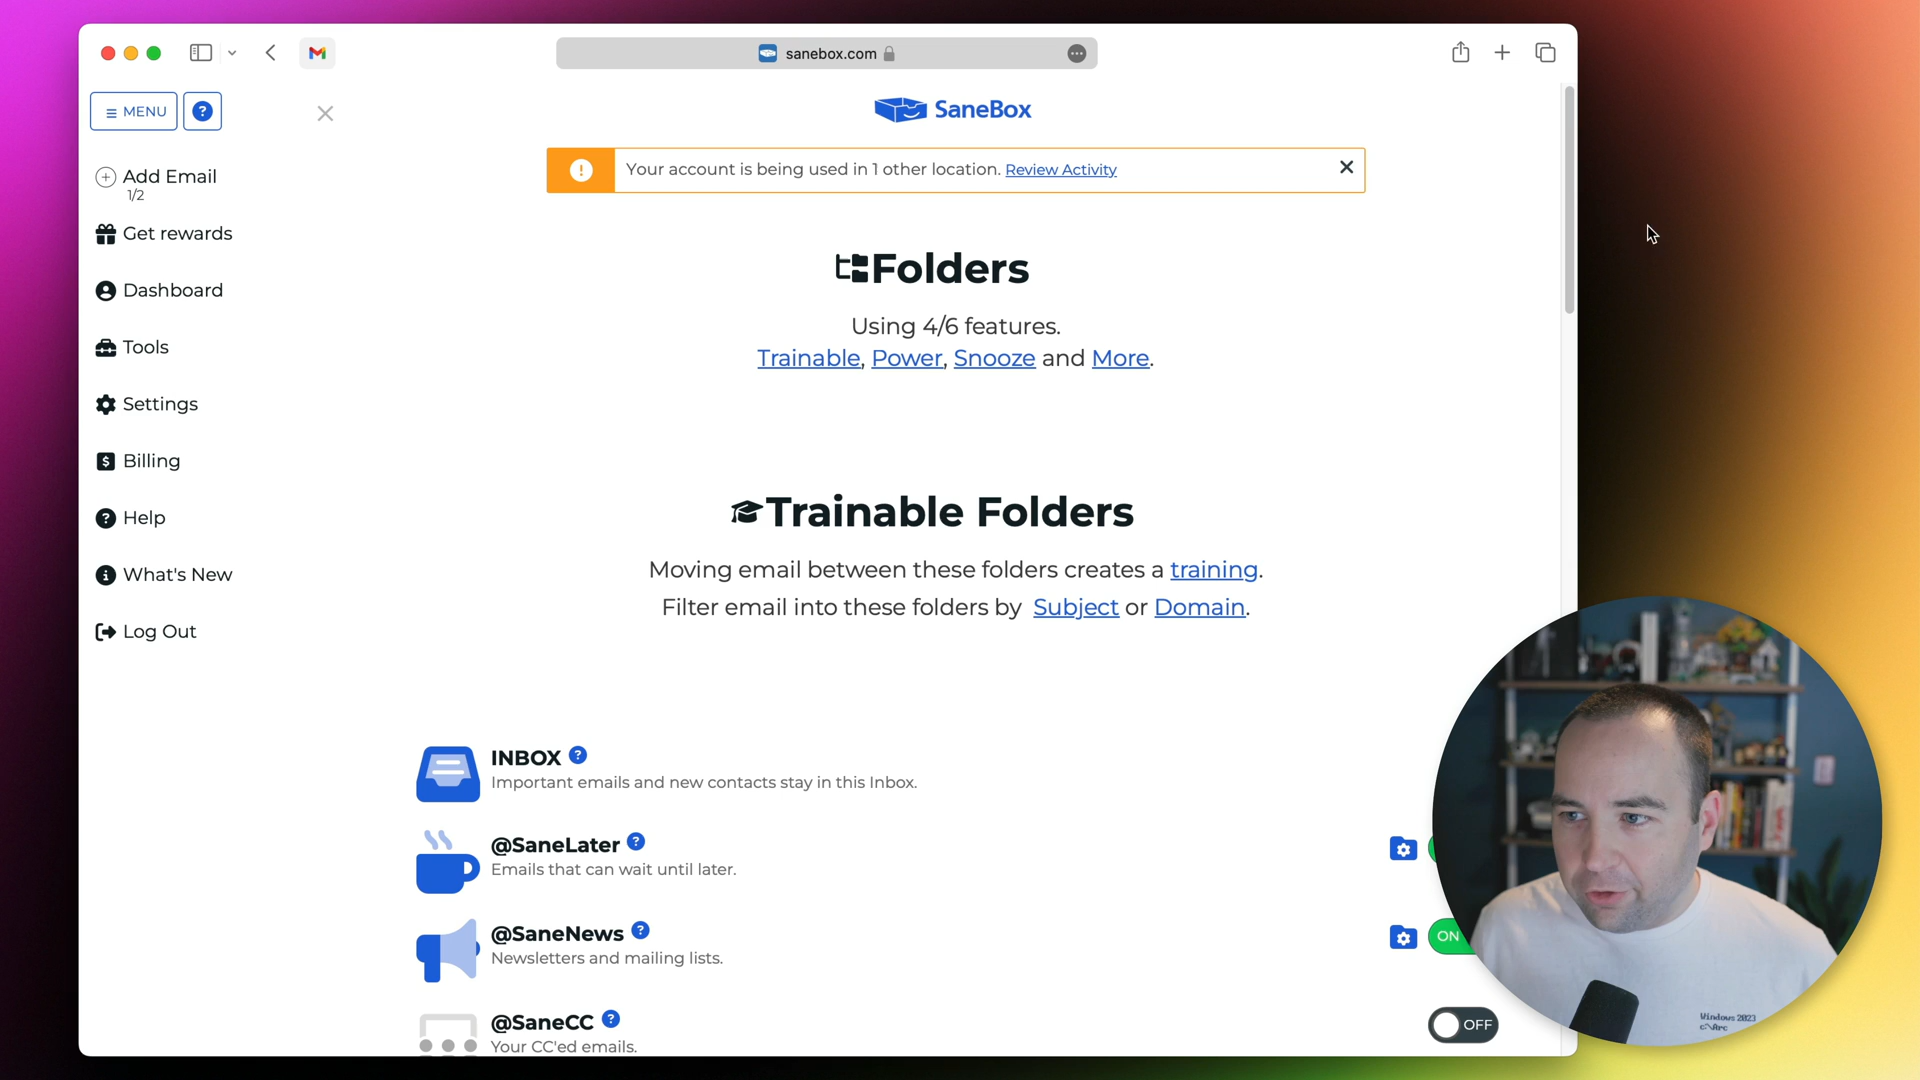 sanebox.com
MENU
?
SaneBox
Your account is being used in 1 other location. Review Activity
Add Email
1/2
Get rewards
Dashboard
Tools
Settings
Billing
Help
What's New
Log Out
Folders
Using 4/6 features.
Trainable, Power, Snooze and More.
Trainable Folders
Moving email between these folders creates a training.
Filter email into these folders by Subject or Domain.
INBOX ?
Important emails and new contacts stay in this Inbox.
@SaneLater ?
Emails that can wait until later.
@SaneNews ?
Newsletters and mailing lists.
ON
@SaneCC ?
Your CC'ed emails.
OFF
Windows 2023
c:\Arc